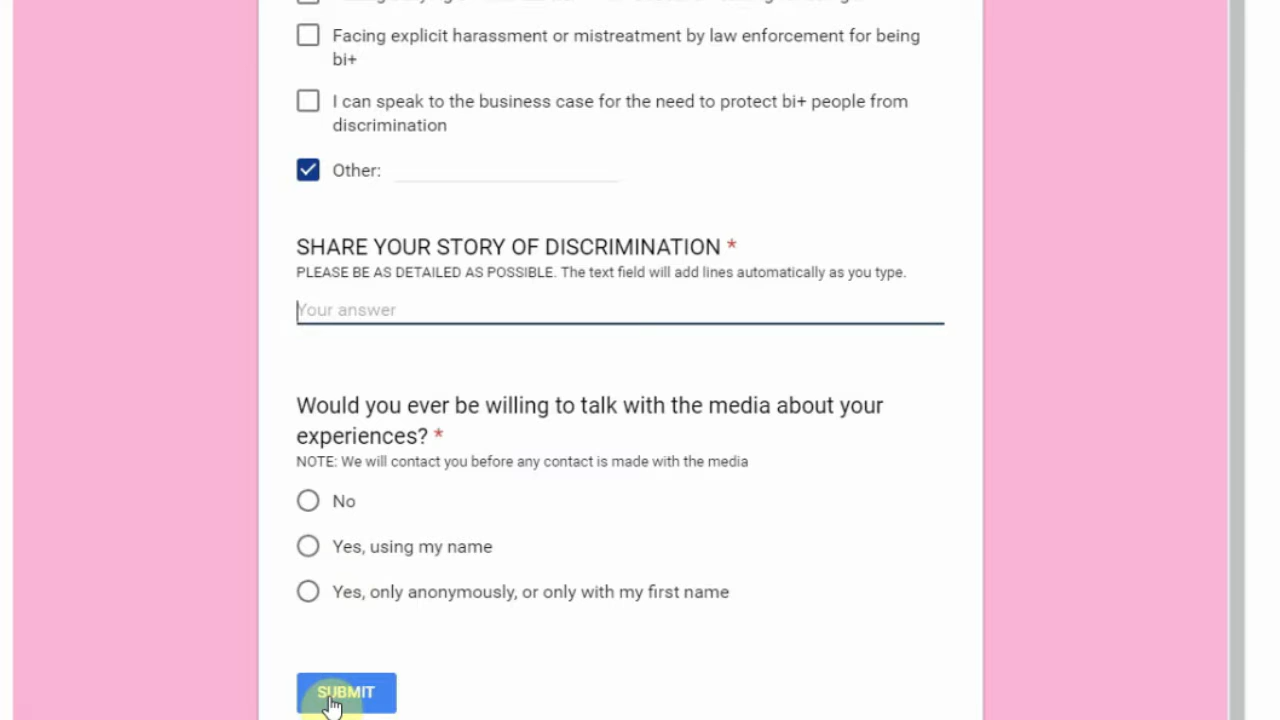 Facing explicit harassment or mistreatment by law enforcement for being
bi+
I can speak to the business case for the need to protect bi+ people from
discrimination
Other:
SHARE YOUR STORY OF DISCRIMINATION *
PLEASE BE AS DETAILED AS POSSIBLE. The text field will add lines automatically as you type.
Your answer
Would you ever be willing to talk with the media about your
experiences? *
NOTE: We will contact you before any contact is made with the media
No
Yes, using my name
Yes, only anonymously, or only with my first name
SUBMIT